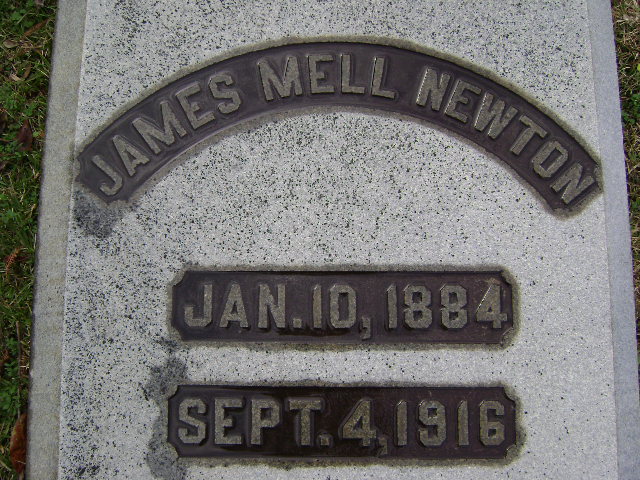 JAMES MELL NEWTON
JAN. 10, 1884
SEPT. 4, 1916